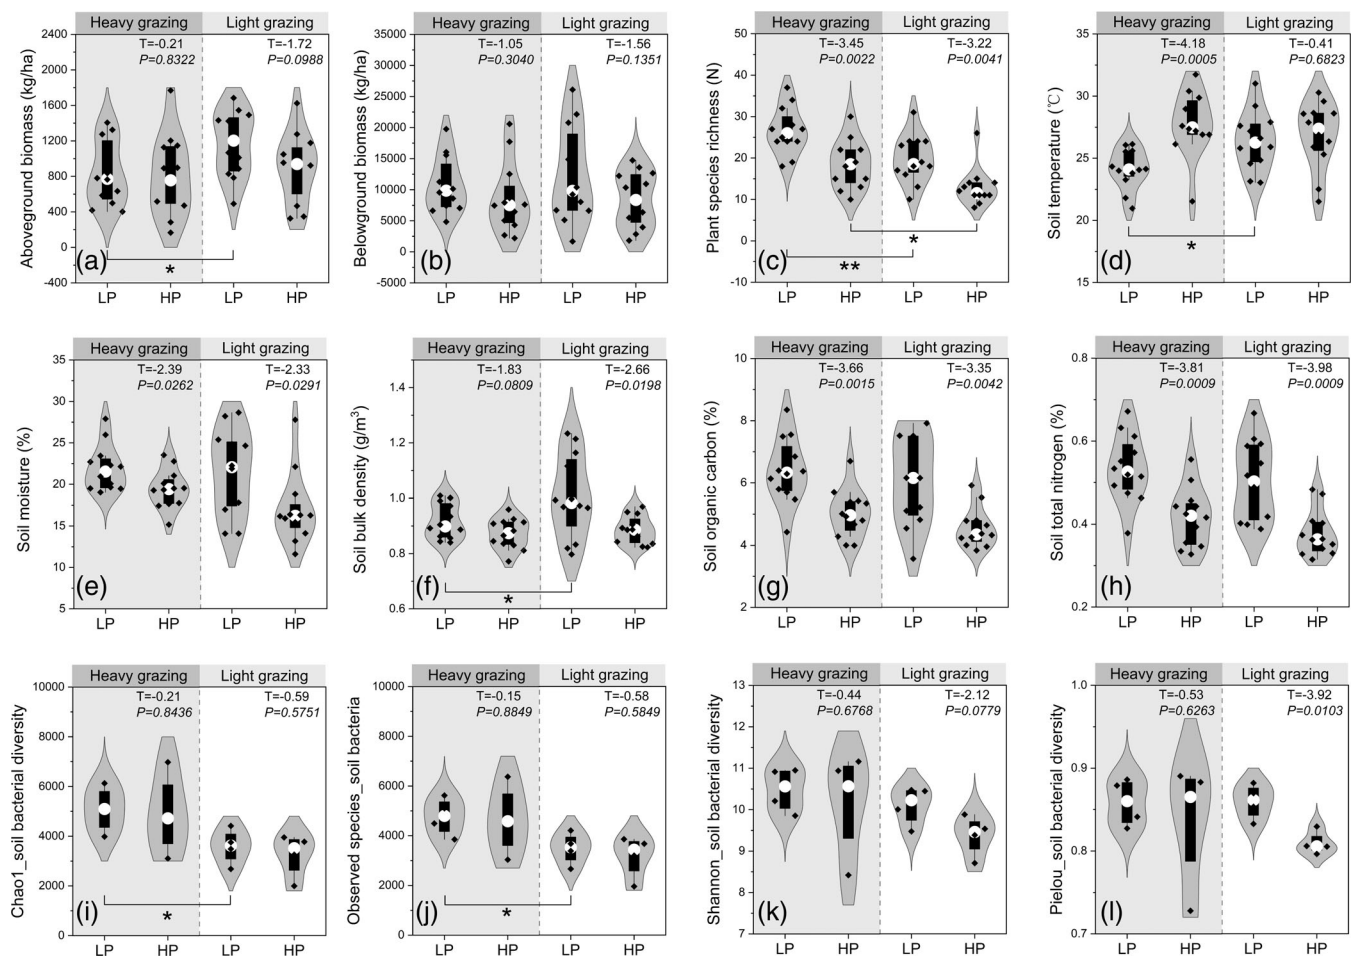 Heavy grazing Light grazing
T=-0.21 T=-1.72
P=0.8322 P=0.0988
Aboveground biomass (kg/ha)
2400
2000
1600
1200
800
400
0
-400
(a)
*
LP HP LP HP
Heavy grazing Light grazing
T=-1.05 T=-1.56
P=0.3040 P=0.1351
Belowground biomass (kg/ha)
35000
30000
25000
20000
15000
10000
5000
0
-5000
(b)
LP HP LP HP
Heavy grazing Light grazing
T=-3.45 T=-3.22
P=0.0022 P=0.0041
Plant species richness (N)
50
40
30
20
10
0
-10
(c)
*
**
LP HP LP HP
Heavy grazing Light grazing
T=-4.18 T=-0.41
P=0.0005 P=0.6823
Soil temperature (℃)
35
30
25
20
15
(d)
*
LP HP LP HP
Heavy grazing Light grazing
T=-2.39 T=-2.33
P=0.0262 P=0.0291
Soil moisture (%)
35
30
25
20
15
10
5
(e)
LP HP LP HP
Heavy grazing Light grazing
T=-1.83 T=-2.66
P=0.0809 P=0.0198
Soil bulk density (g/m³)
1.4
1.2
1.0
0.8
0.6
(f)
*
LP HP LP HP
Heavy grazing Light grazing
T=-3.66 T=-3.35
P=0.0015 P=0.0042
Soil organic carbon (%)
10
8
6
4
2
(g)
LP HP LP HP
Heavy grazing Light grazing
T=-3.81 T=-3.98
P=0.0009 P=0.0009
Soil total nitrogen (%)
0.8
0.6
0.4
0.2
(h)
LP HP LP HP
Heavy grazing Light grazing
T=-0.21 T=-0.59
P=0.8436 P=0.5751
Chao1_soil bacterial diversity
10000
8000
6000
4000
2000
0
(i)
*
LP HP LP HP
Heavy grazing Light grazing
T=-0.15 T=-0.58
P=0.8849 P=0.5849
Observed species_soil bacteria
10000
8000
6000
4000
2000
0
(j)
*
LP HP LP HP
Heavy grazing Light grazing
T=-0.44 T=-2.12
P=0.6768 P=0.0779
Shannon_soil bacterial diversity
13
12
11
10
9
8
7
(k)
LP HP LP HP
Heavy grazing Light grazing
T=-0.53 T=-3.92
P=0.6263 P=0.0103
Pielou_soil bacterial diversity
1.0
0.9
0.8
0.7
(l)
LP HP LP HP